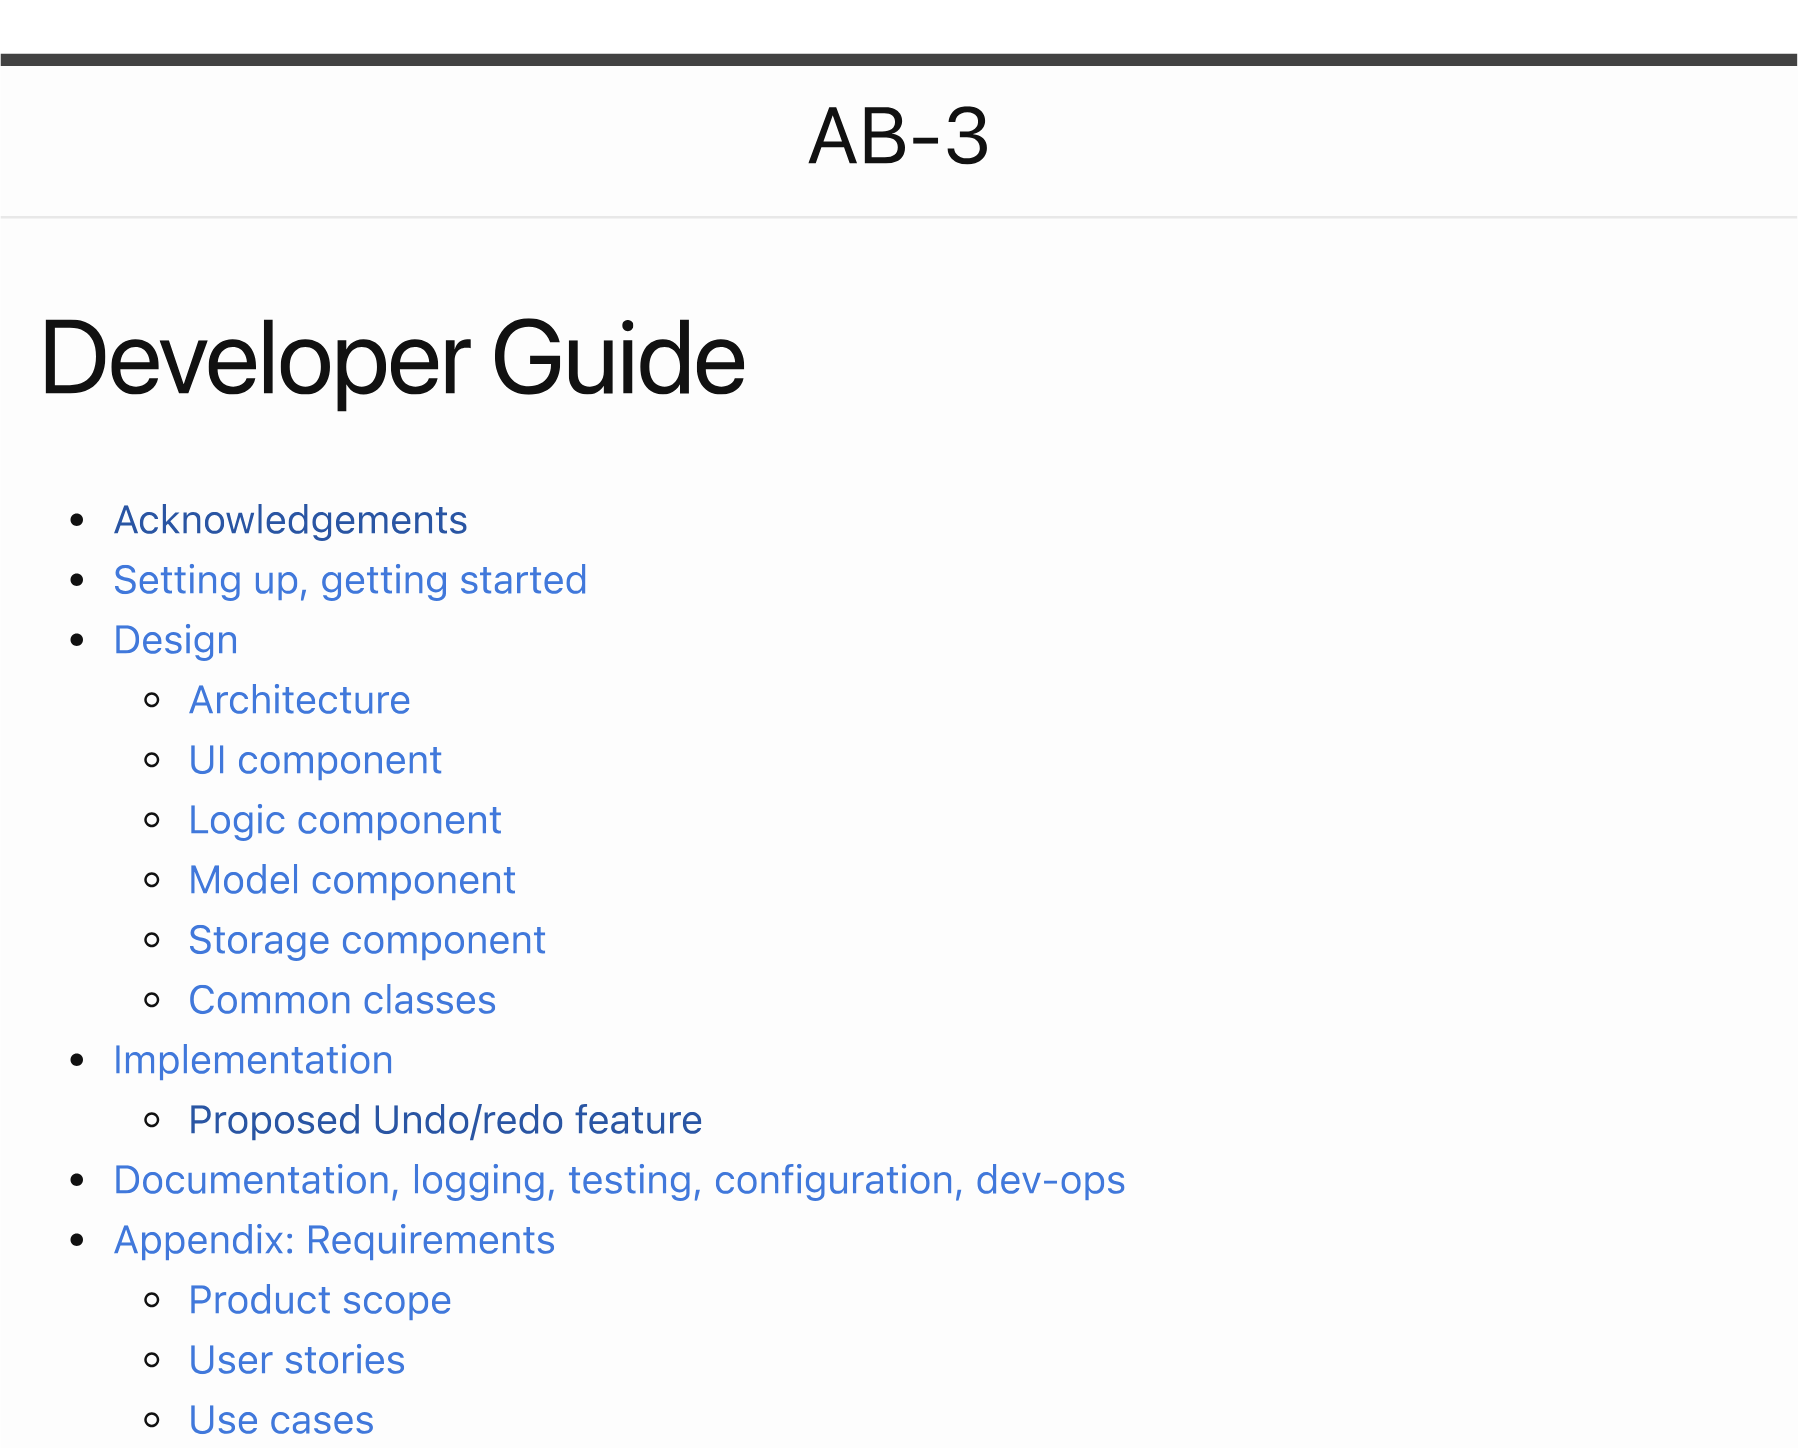 AB-3
Developer Guide
Acknowledgements
Setting up, getting started
Design
Architecture
UI component
Logic component
Model component
Storage component
Common classes
Implementation
Proposed Undo/redo feature
Documentation, logging, testing, configuration, dev-ops
Appendix: Requirements
Product scope
User stories
Use cases